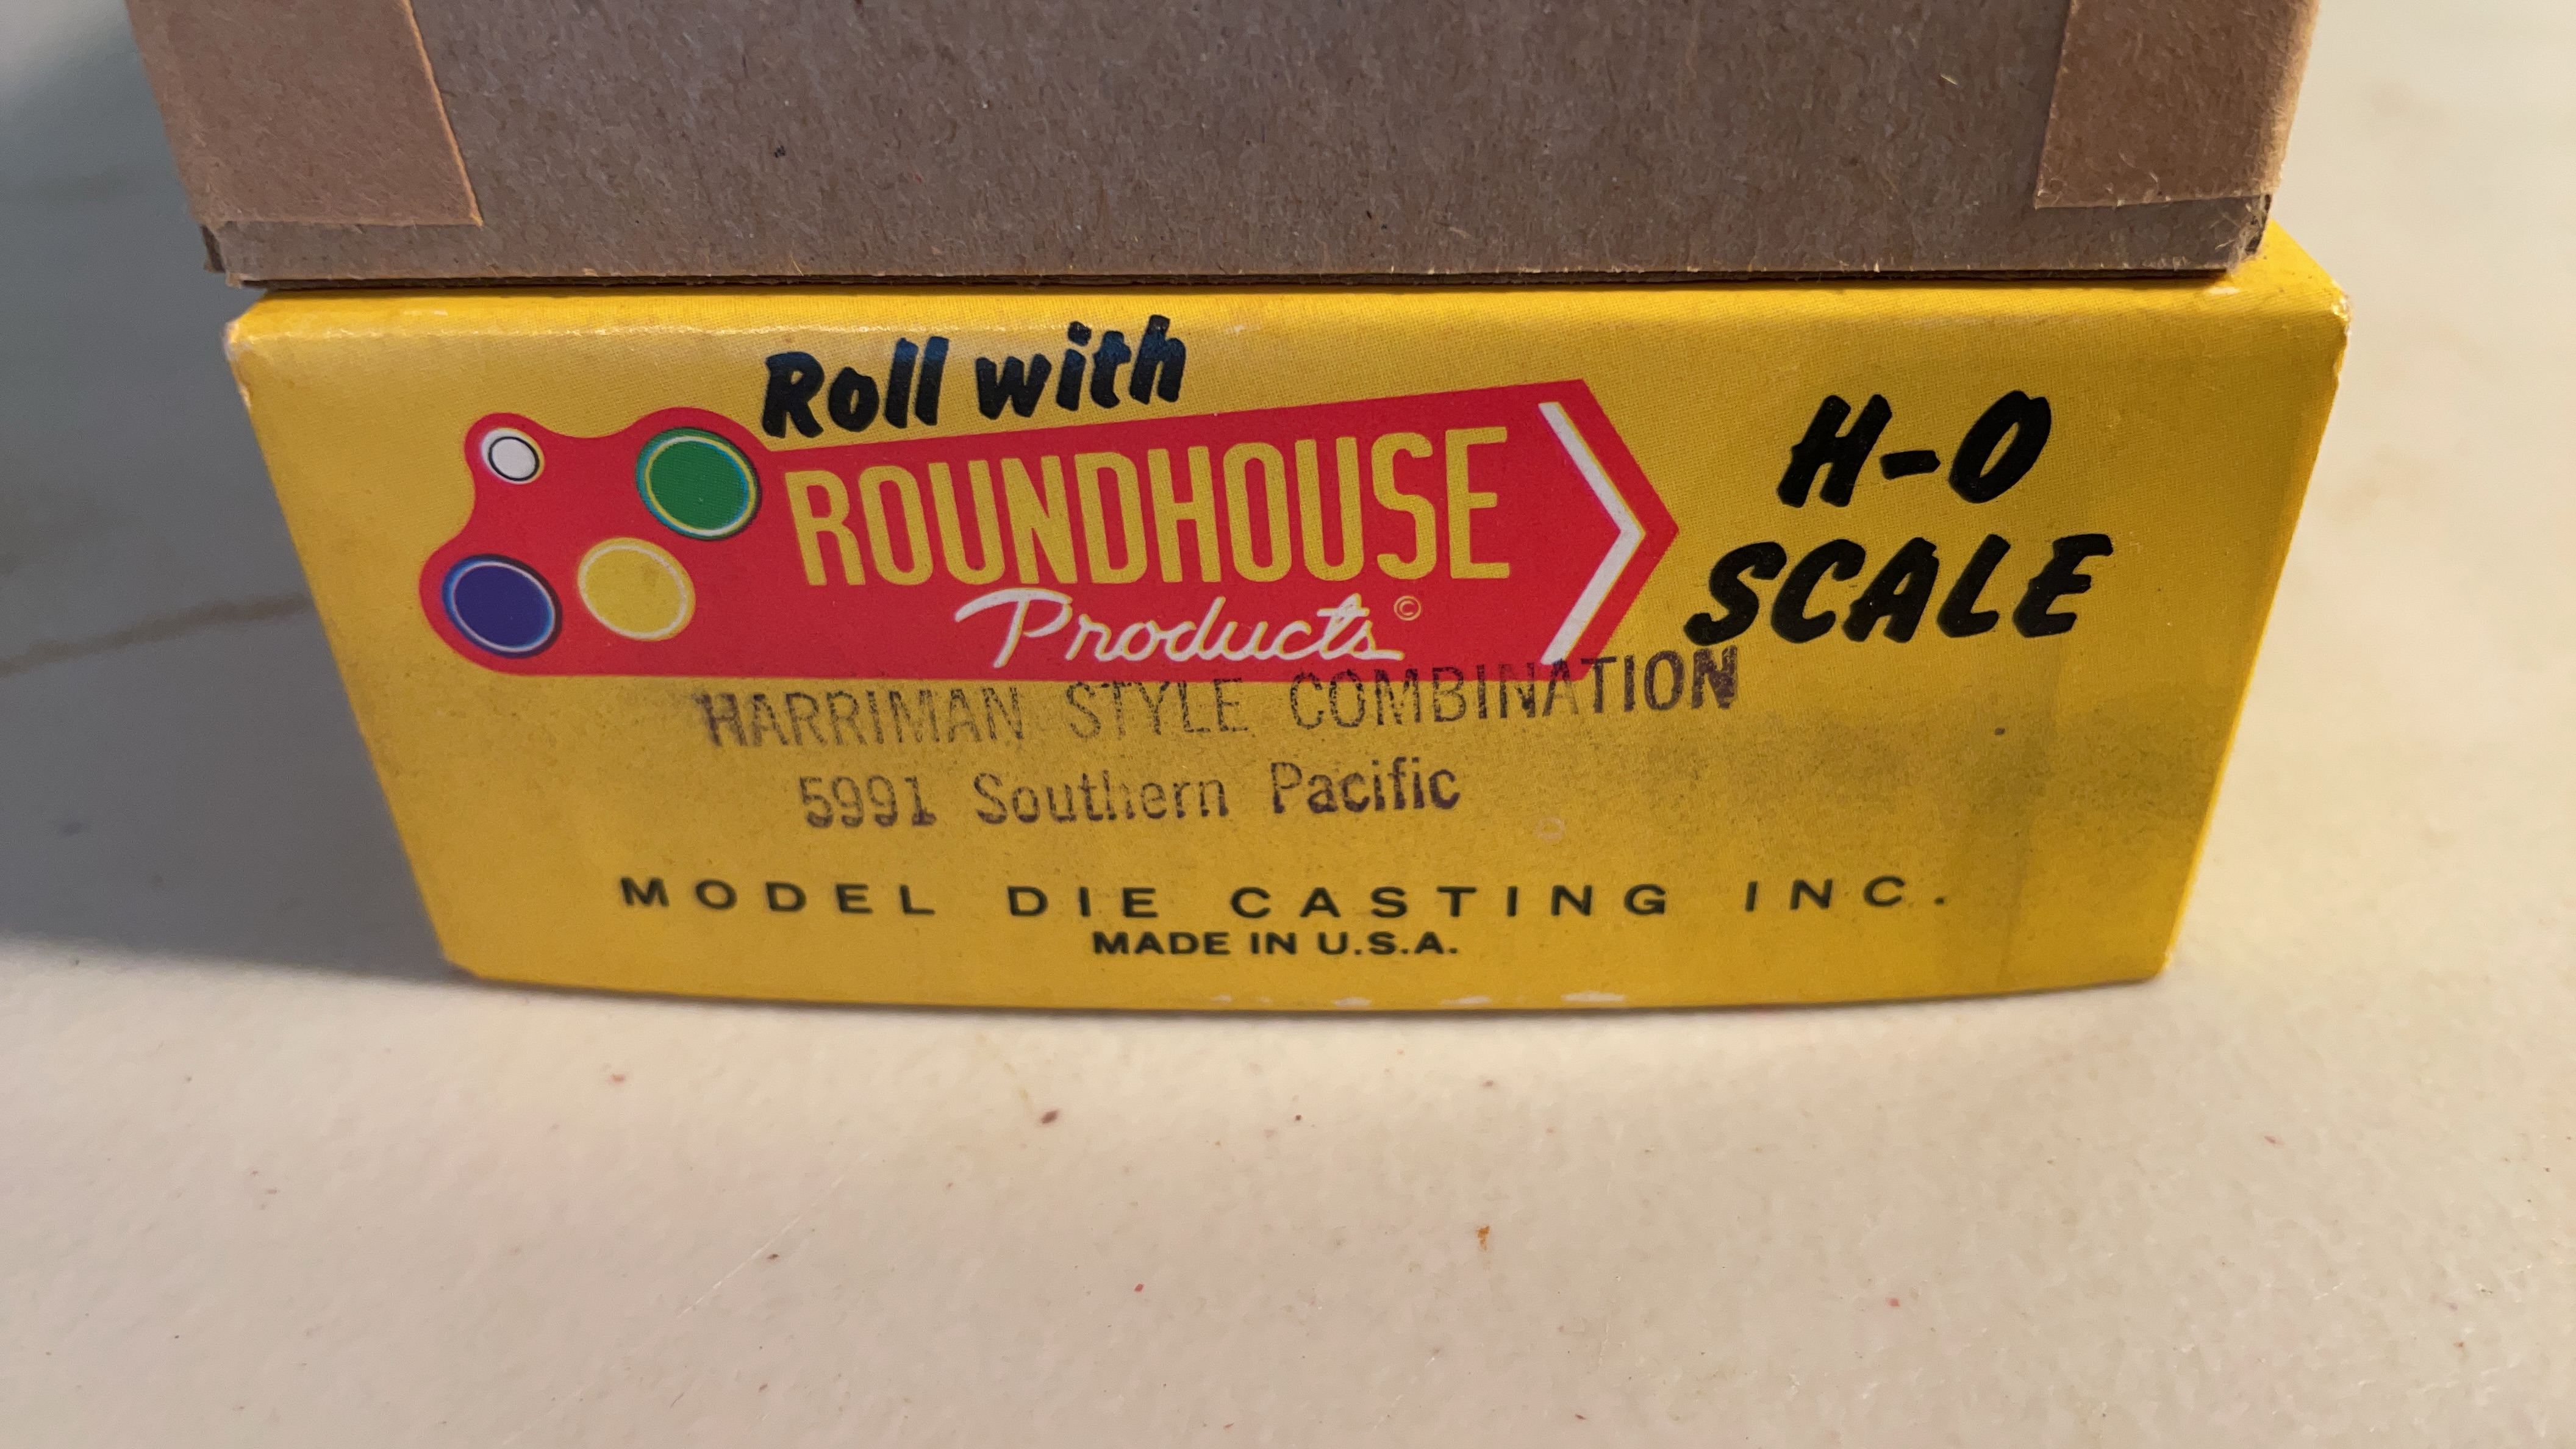 Roll with
ROUNDHOUSE
Products ©
H-O
SCALE
HARRIMAN STYLE COMBINATION
5991 Southern Pacific
MODEL DIE CASTING INC.
MADE IN U.S.A.